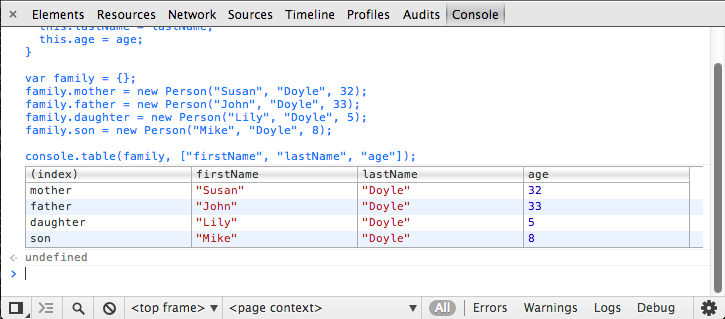 × Elements Resources Network Sources Timeline Profiles Audits Console
this.lastName = lastName;
this.age = age;
}
var family = {};
family.mother = new Person("Susan", "Doyle", 32);
family.father = new Person("John", "Doyle", 33);
family.daughter = new Person("Lily", "Doyle", 5);
family.son = new Person("Mike", "Doyle", 8);
console.table(family, ["firstName", "lastName", "age"]);
(index) firstName lastName age
mother "Susan" "Doyle" 32
father "John" "Doyle" 33
daughter "Lily" "Doyle" 5
son "Mike" "Doyle" 8
undefined
>
<top frame> ▼ <page context> ▼ All Errors Warnings Logs Debug